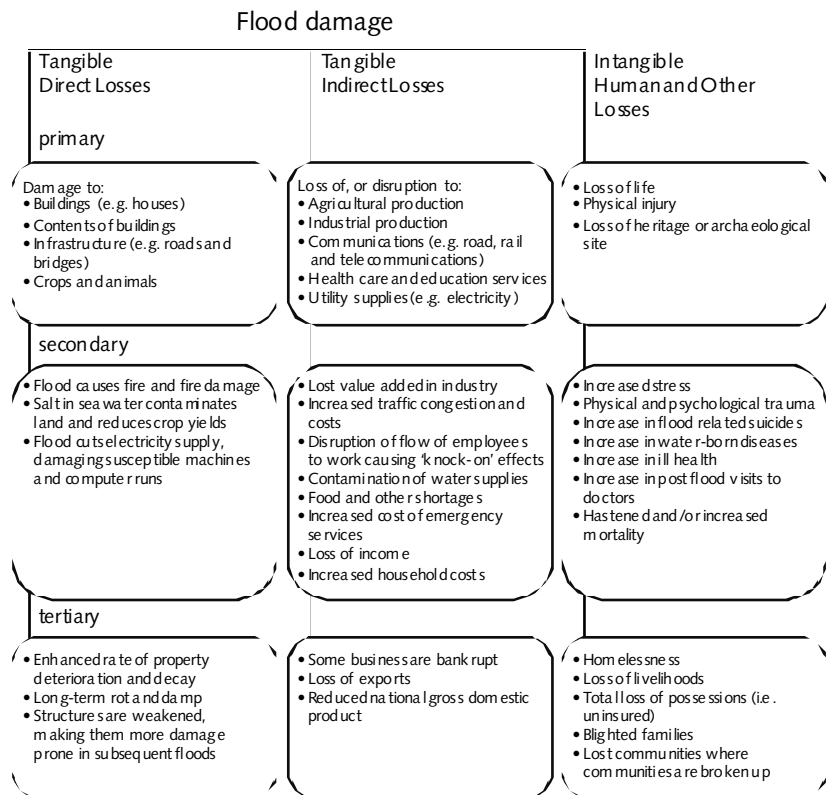 Flood damage
Tangible
Direct Losses
Tangible
Indirect Losses
Intangible
Human and Other
Losses
primary
Damage to:
• Buildings (e.g. houses)
• Contents of buildings
• Infrastructure (e.g. roads and
bridges)
• Crops and animals
Loss of, or disruption to:
• Agricultural production
• Industrial production
• Communications (e.g. road, rail
and telecommunications)
• Health care and education services
• Utility supplies (e.g. electricity)
• Loss of life
• Physical injury
• Loss of heritage or archaeological
site
secondary
• Flood causes fire and fire damage
• Salt in sea water contaminates
land and reduces crop yields
• Flood cuts electricity supply,
damaging susceptible machines
and computer runs
• Lost value added in industry
• Increased traffic congestion and
costs
• Disruption of flow of employees
to work causing ‘knock-on’ effects
• Contamination of water supplies
• Food and other shortages
• Increased cost of emergency
services
• Loss of income
• Increased household costs
• Increased stress
• Physical and psychological trauma
• Increase in flood related suicides
• Increase in water-born diseases
• Increase in ill health
• Increase in post flood visits to
doctors
• Hastened and/or increased
mortality
tertiary
• Enhanced rate of property
deterioration and decay
• Long-term rot and damp
• Structures are weakened,
making them more damage
prone in subsequent floods
• Some business are bankrupt
• Loss of exports
• Reduced national gross domestic
product
• Homelessness
• Loss of livelihoods
• Total loss of possessions (i.e.
uninsured)
• Blighted families
• Lost communities where
communities are broken up